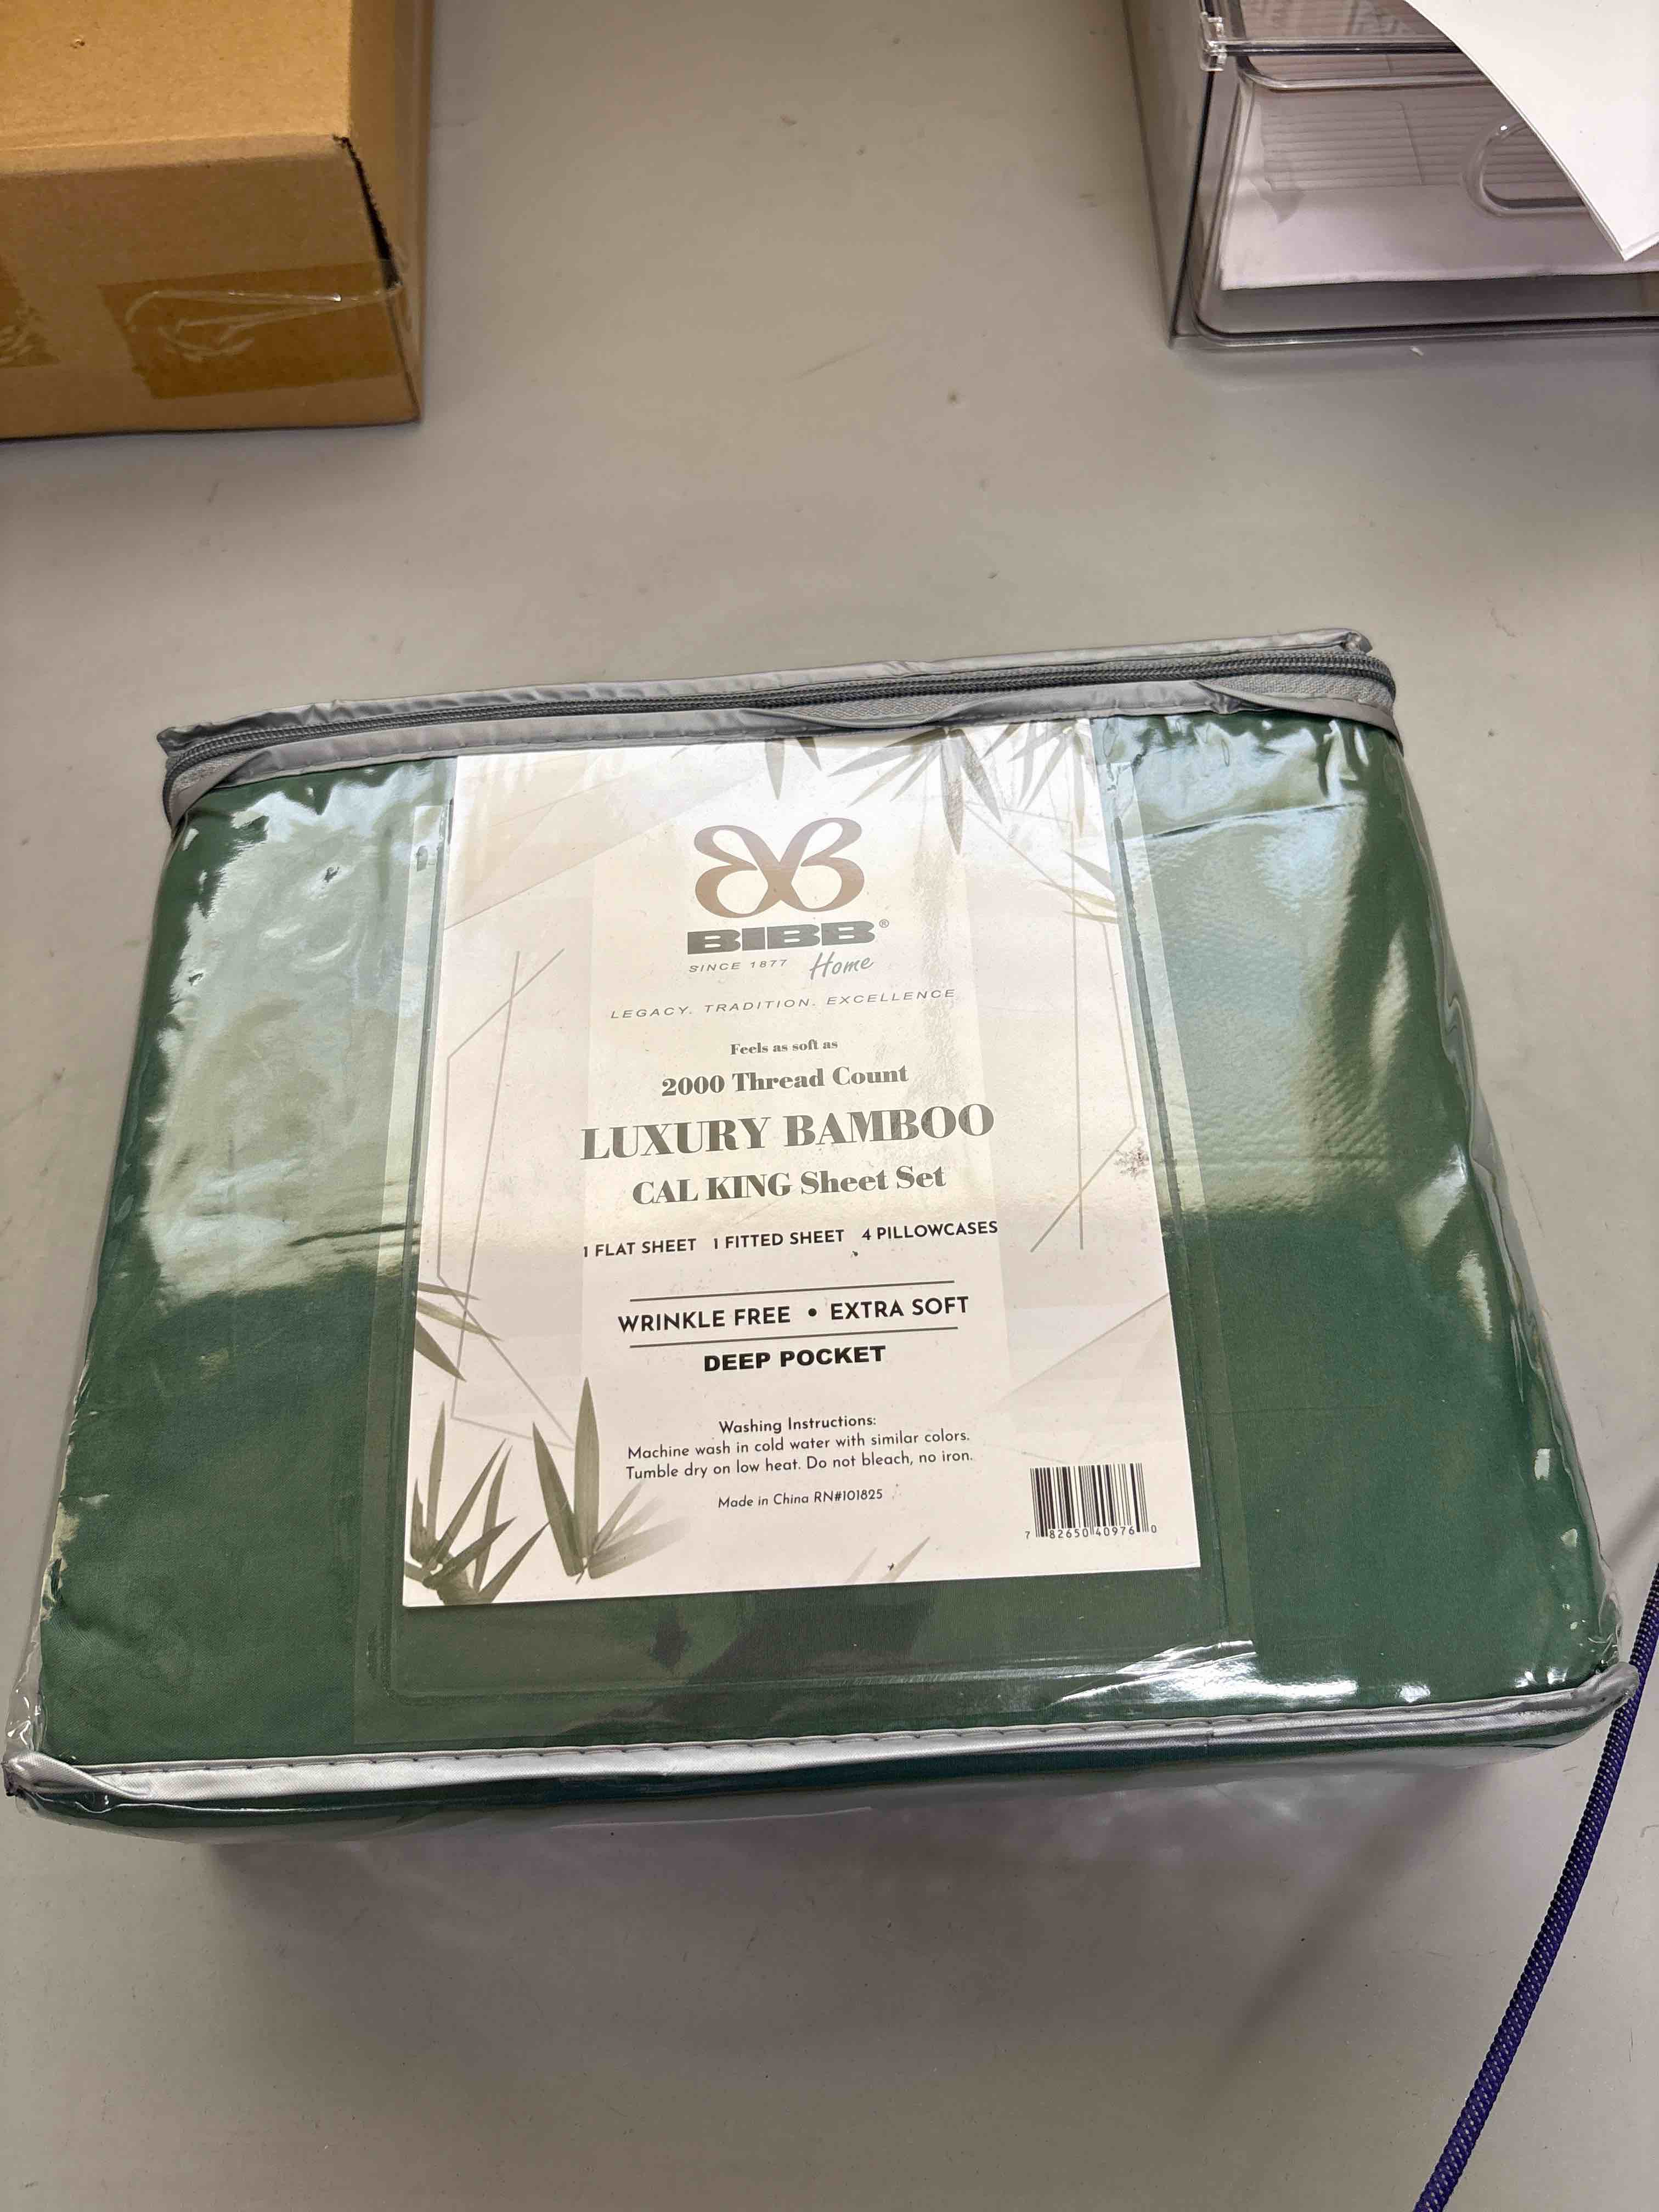 BIBB®
SINCE 1877 Home
LEGACY. TRADITION. EXCELLENCE
Feels as soft as
2000 Thread Count
LUXURY BAMBOO
CAL KING Sheet Set
1 FLAT SHEET 1 FITTED SHEET 4 PILLOWCASES
WRINKLE FREE • EXTRA SOFT
DEEP POCKET
Washing Instructions:
Machine wash in cold water with similar colors.
Tumble dry on low heat. Do not bleach, no iron.
Made in China RN#101825
7 82650 40976 0